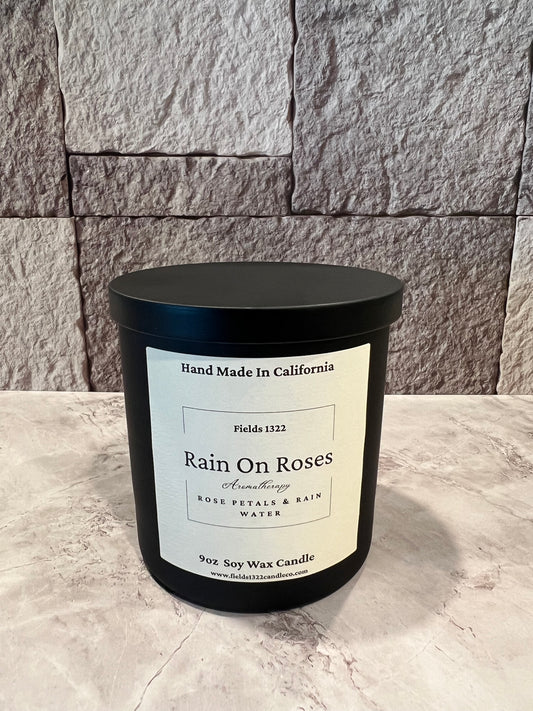 Hand Made In California
Fields 1322
Rain On Roses
Aromatherapy
ROSE PETALS & RAIN
WATER
9oz Soy Wax Candle
www.fields1322candleco.com